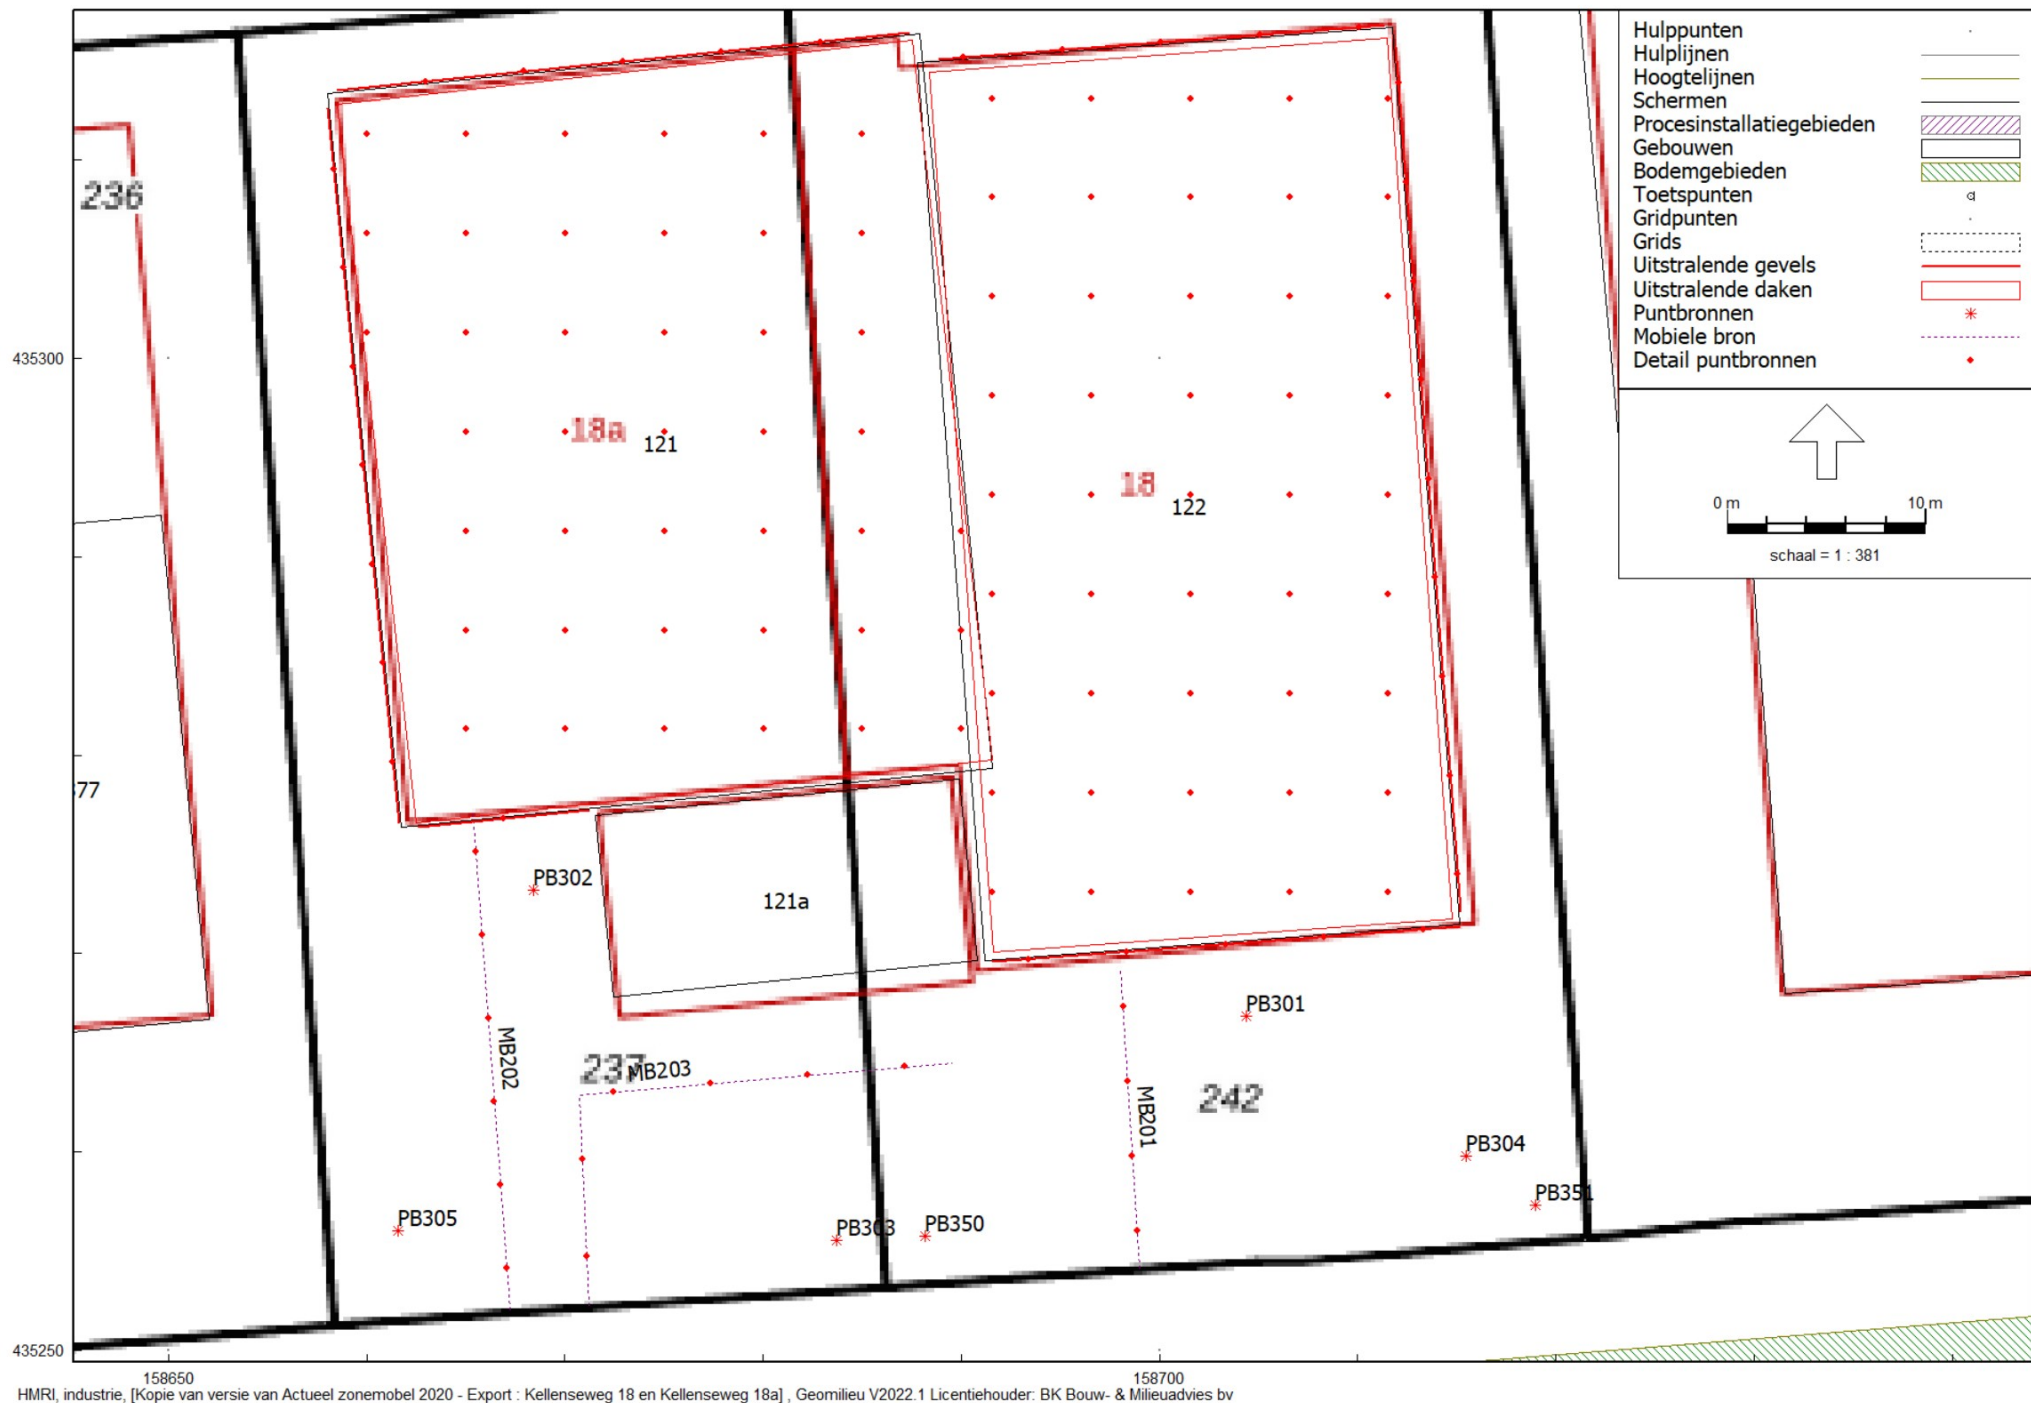 Hulppunten
Hulplijnen
Hoogtelijnen
Schermen
Procesinstallatiegebieden
Gebouwen
Bodemgebieden
Toetspunten
Gridpunten
Grids
Uitstralende gevels
Uitstralende daken
Puntbronnen
Mobiele bron
Detail puntbronnen
0 m 10 m
schaal = 1 : 381
236
435300
18a 121
18 122
77
PB302
121a
PB301
MB202
237 MB203
242
MB201
PB304
PB351
PB305
PB303 PB350
435250
158650 158700
HMRI, industrie, [Kopie van versie van Actueel zonemobel 2020 - Export : Kellenseweg 18 en Kellenseweg 18a] , Geomilieu V2022.1 Licentiehouder: BK Bouw- & Milieuadvies bv